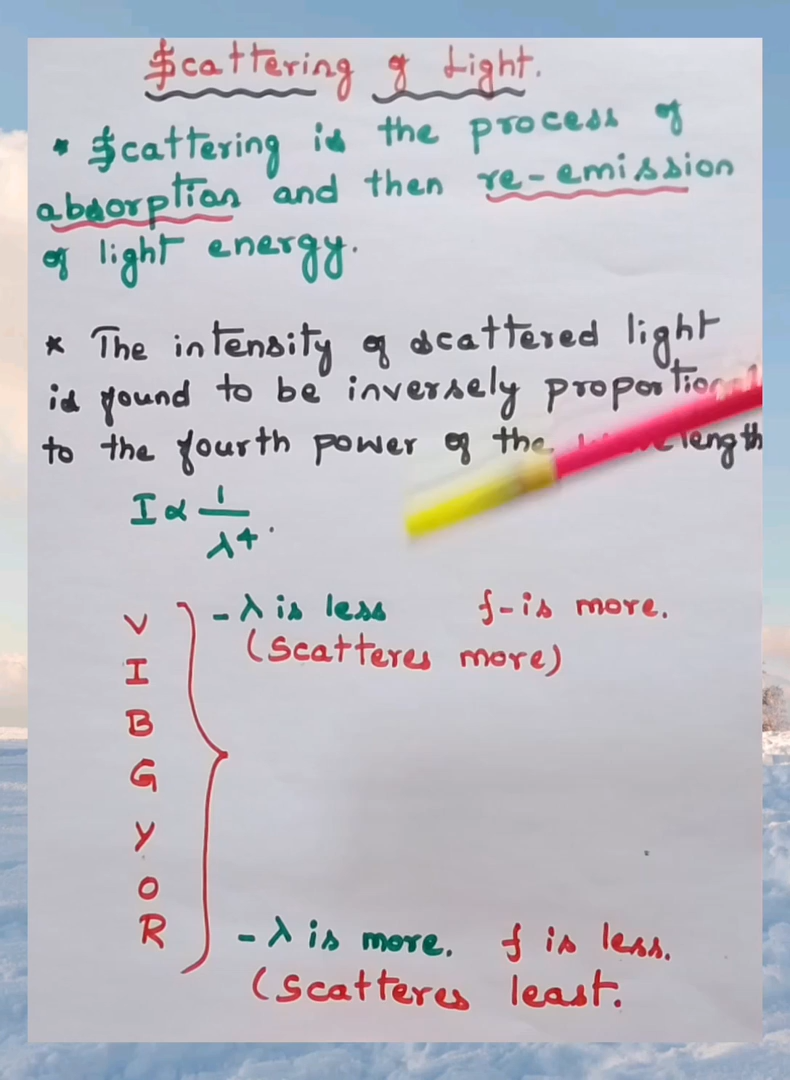 Scattering of Light.
* Scattering is the process of
absorption and then re-emission
of light energy.
* The intensity of scattered light
is found to be inversely proportional
to the fourth power of the wavelength
I ∝ 1/λ⁴.
V - λ is less f-is more.
I (Scatteres more)
B
G
Y
O
R - λ is more. f is less.
(Scatteres least.